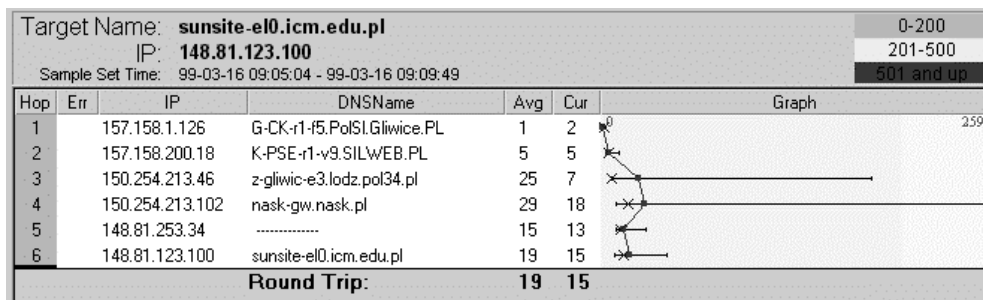 Target Name: sunsite-el0.icm.edu.pl
IP: 148.81.123.100
Sample Set Time: 99-03-16 09:05:04 - 99-03-16 09:09:49
0-200
201-500
501 and up
Hop Err IP DNSName Avg Cur Graph
1 157.158.1.126 G-CK-r1-f5.PolSl.Gliwice.PL 1 2 0 259
2 157.158.200.18 K-PSE-r1-v9.SILWEB.PL 5 5
3 150.254.213.46 z-gliwic-e3.lodz.pol34.pl 25 7
4 150.254.213.102 nask-gw.nask.pl 29 18
5 148.81.253.34 ------------- 15 13
6 148.81.123.100 sunsite-el0.icm.edu.pl 19 15
Round Trip: 19 15